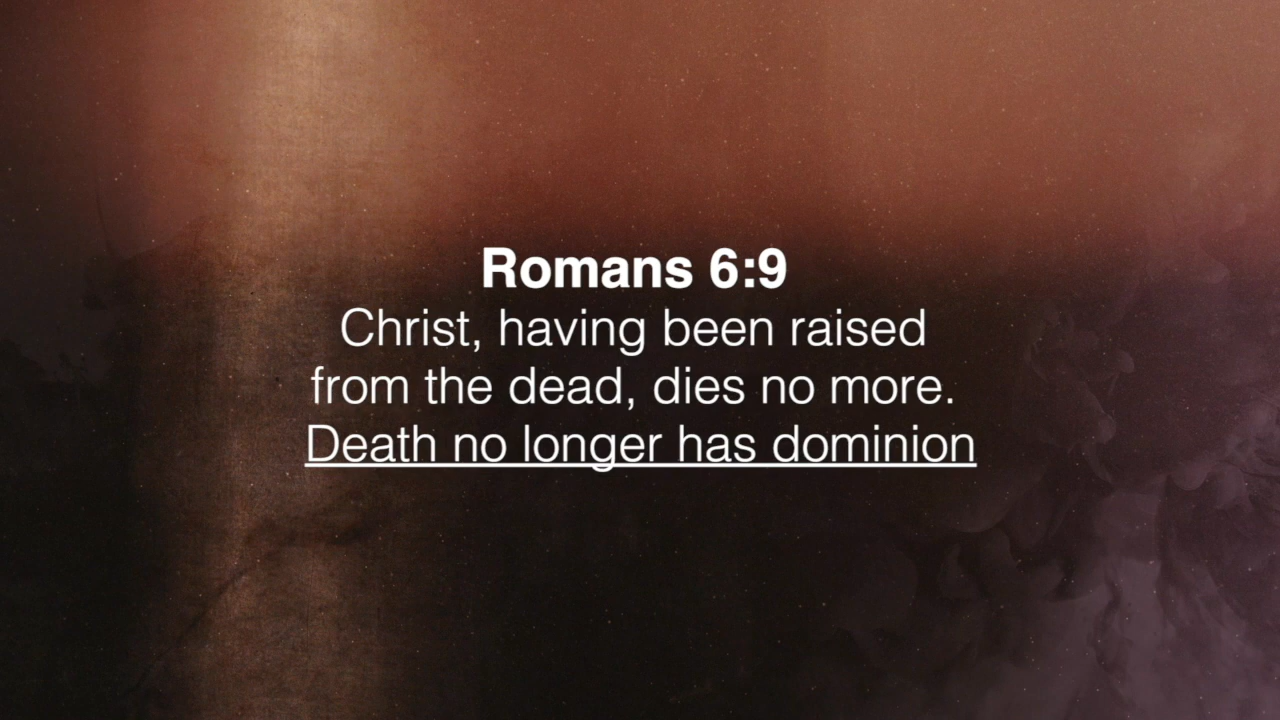 Romans 6:9
Christ, having been raised
from the dead, dies no more.
Death no longer has dominion